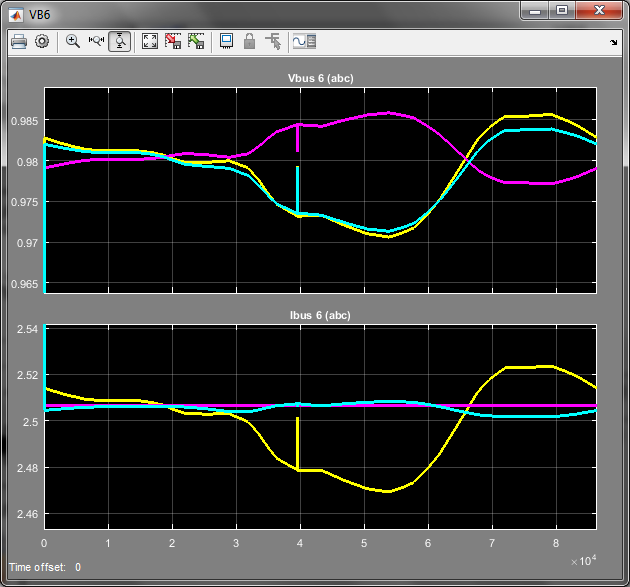 VB6
Vbus 6 (abc)
0.985
0.98
0.975
0.97
0.965
Ibus 6 (abc)
2.54
2.52
2.5
2.48
2.46
0 1 2 3 4 5 6 7 8
×10⁴
Time offset: 0